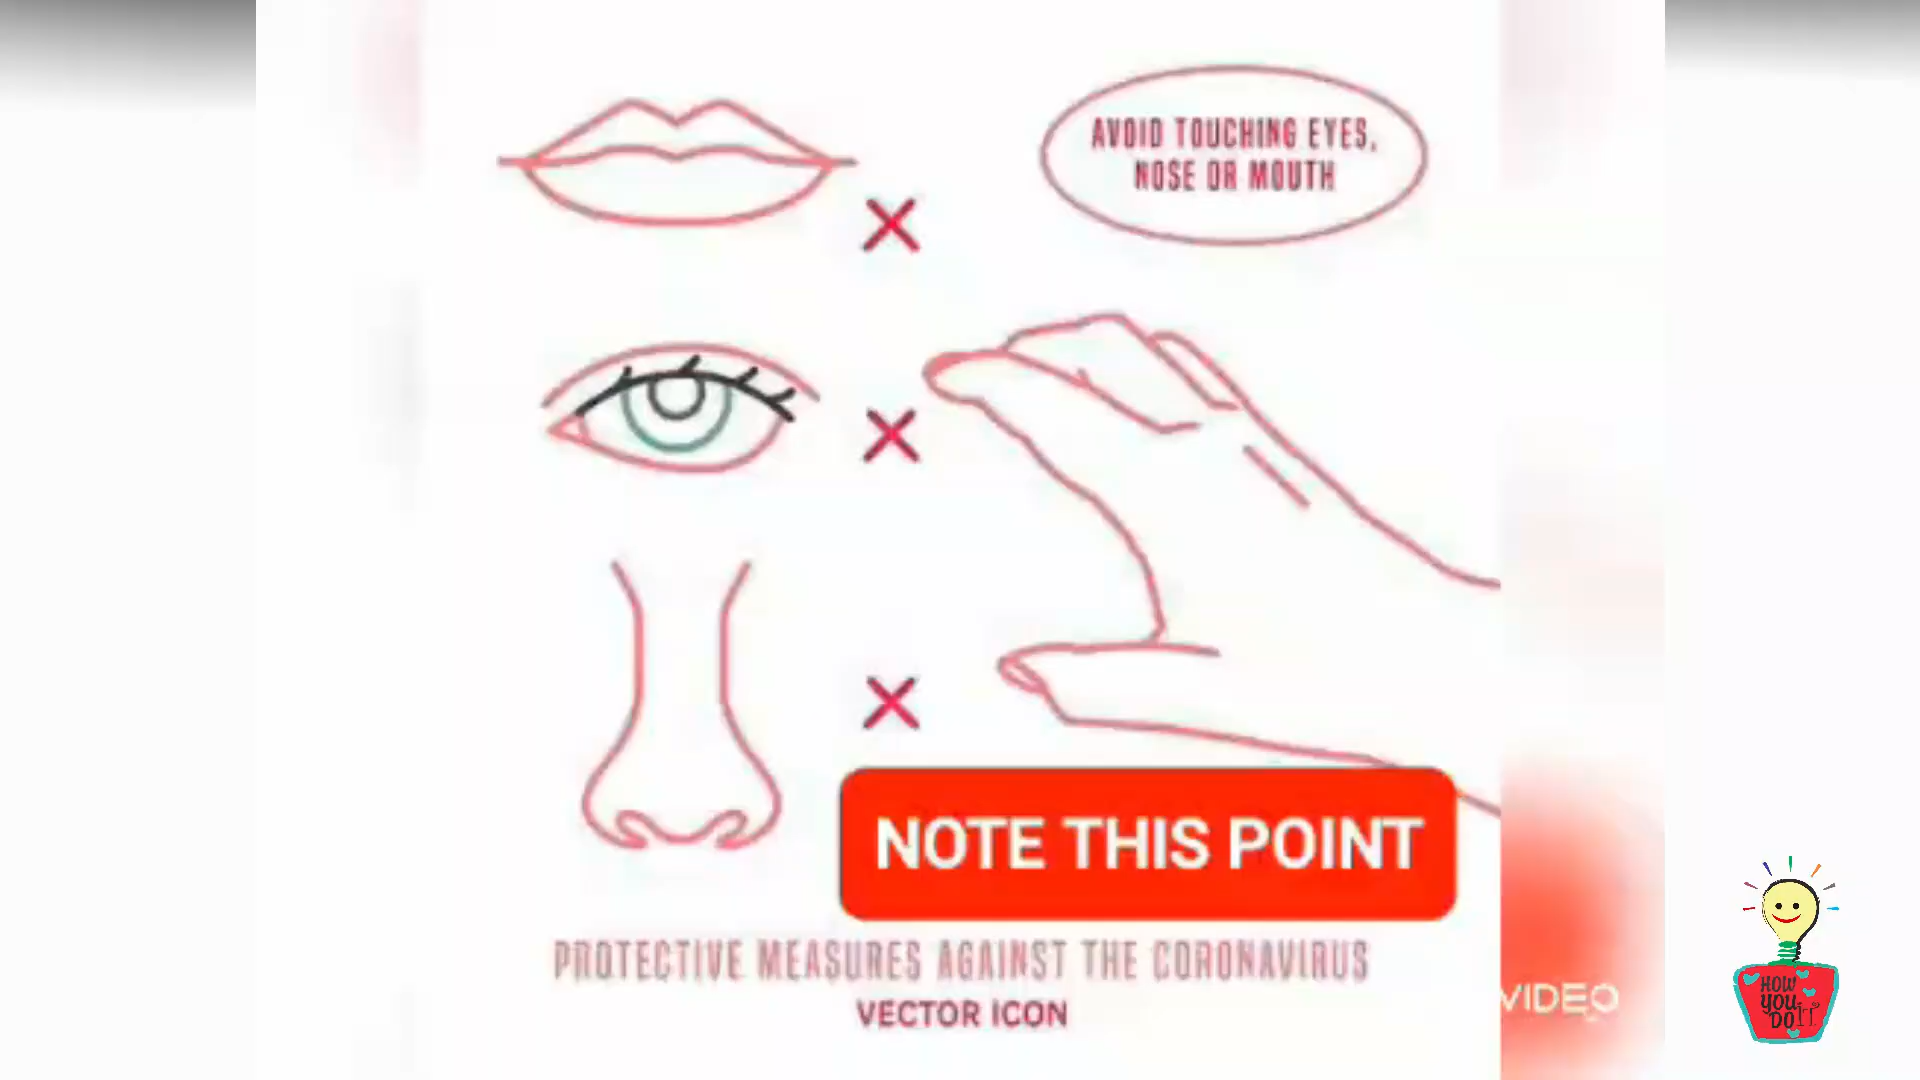 AVOID TOUCHING EYES,
NOSE OR MOUTH
NOTE THIS POINT
PROTECTIVE MEASURES AGAINST THE CORONAVIRUS
VECTOR ICON
VIDEO
HOW
YOU
DO IT